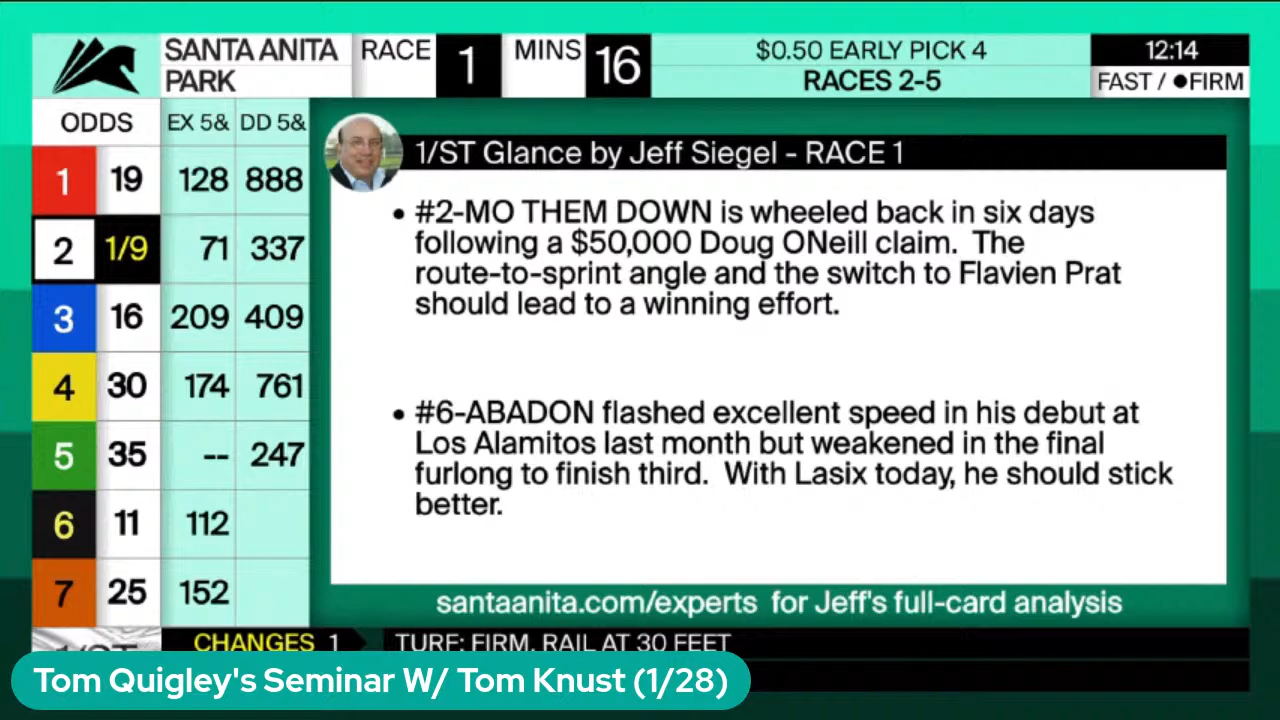 SANTA ANITA PARK
RACE 1
MINS 16
$0.50 EARLY PICK 4
RACES 2-5
12:14
FAST / ●FIRM
ODDS EX 5& DD 5&
1 19 128 888
2 1/9 71 337
3 16 209 409
4 30 174 761
5 35 -- 247
6 11 112
7 25 152
1/ST Glance by Jeff Siegel - RACE 1
• #2-MO THEM DOWN is wheeled back in six days
following a $50,000 Doug ONeill claim. The
route-to-sprint angle and the switch to Flavien Prat
should lead to a winning effort.
• #6-ABADON flashed excellent speed in his debut at
Los Alamitos last month but weakened in the final
furlong to finish third. With Lasix today, he should stick
better.
santaanita.com/experts for Jeff's full-card analysis
CHANGES 1 TURF: FIRM, RAIL AT 30 FEET
Tom Quigley's Seminar W/ Tom Knust (1/28)